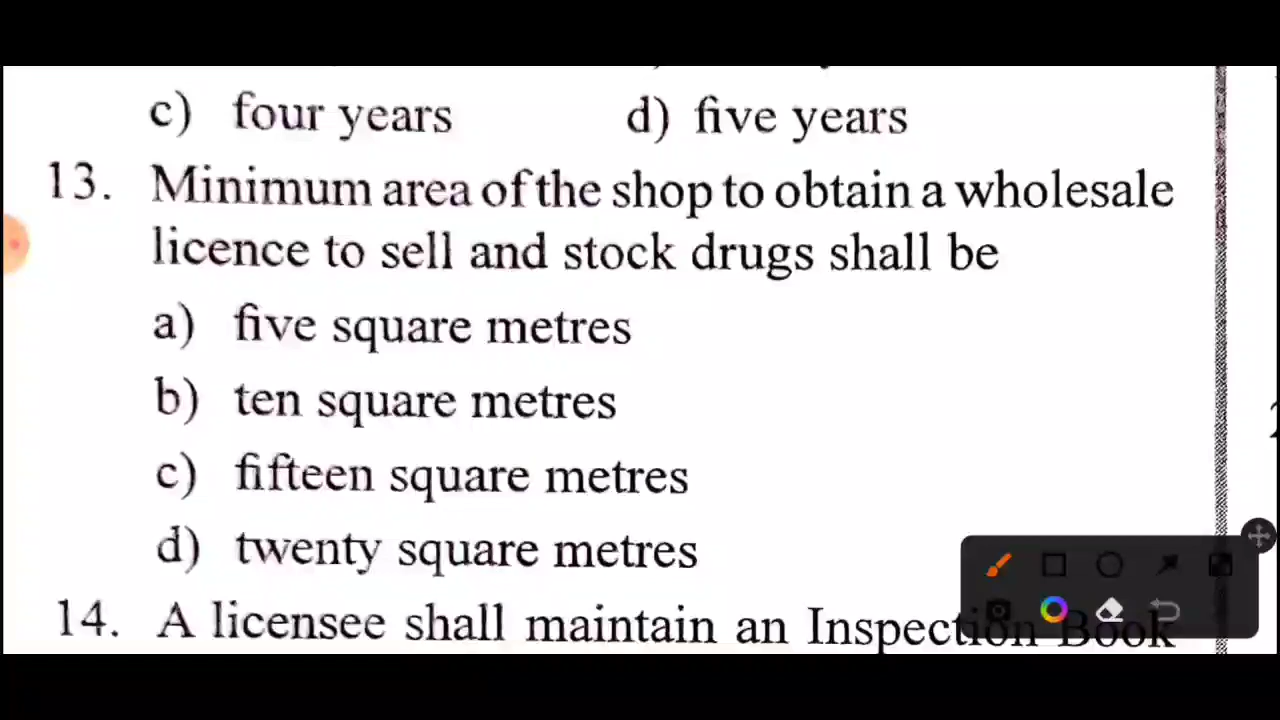 c) four years d) five years
13. Minimum area of the shop to obtain a wholesale
licence to sell and stock drugs shall be
a) five square metres
b) ten square metres
c) fifteen square metres
d) twenty square metres
14. A licensee shall maintain an Inspection Book